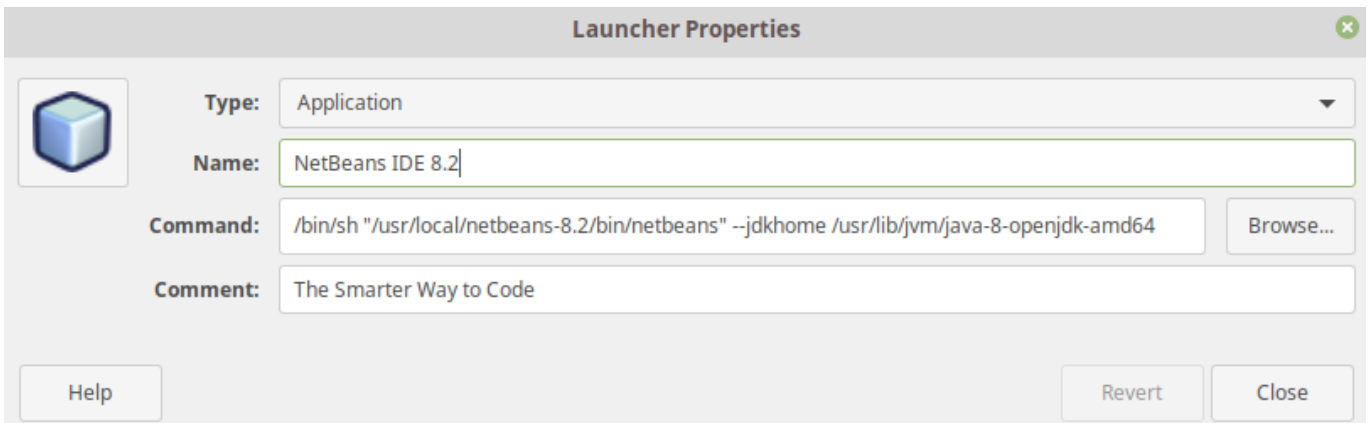 Launcher Properties
Type: Application
Name: NetBeans IDE 8.2
Command: /bin/sh "/usr/local/netbeans-8.2/bin/netbeans" --jdkhome /usr/lib/jvm/java-8-openjdk-amd64 Browse...
Comment: The Smarter Way to Code
Help Revert Close